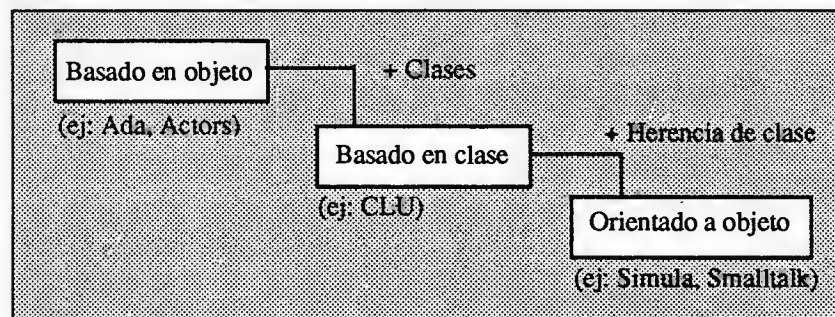 Basado en objeto
+ Clases
(ej: Ada, Actors)
Basado en clase
+ Herencia de clase
(ej: CLU)
Orientado a objeto
(ej: Simula, Smalltalk)